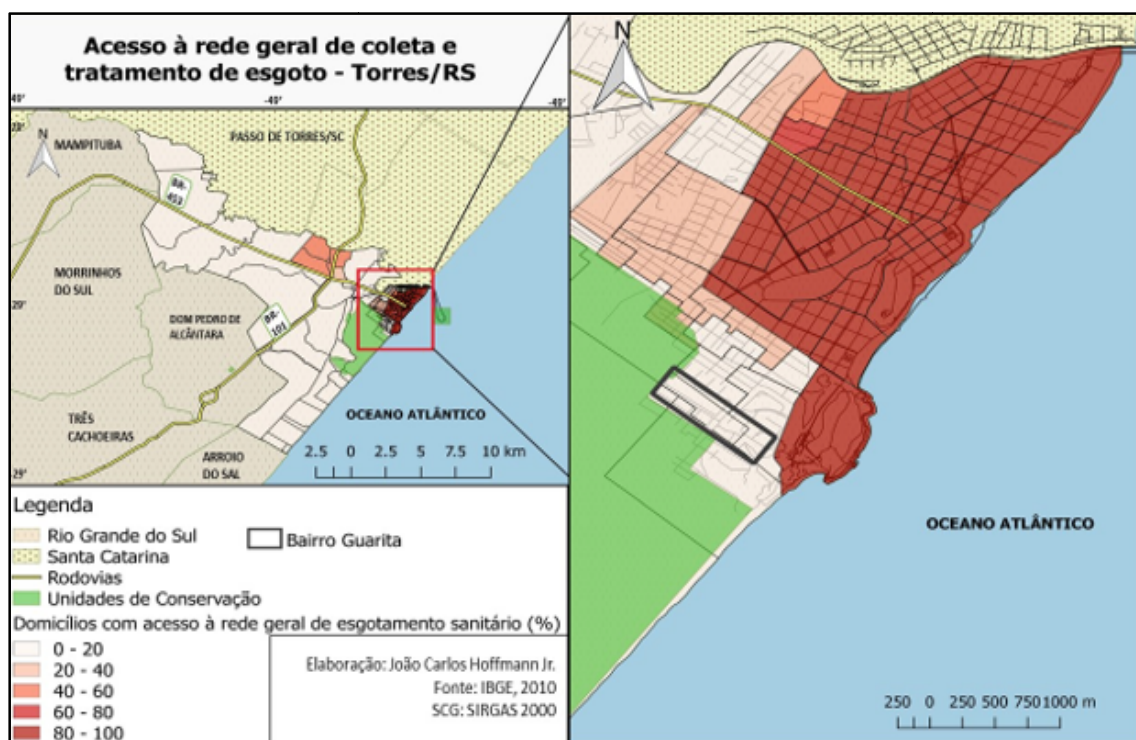 Acesso à rede geral de coleta e
tratamento de esgoto - Torres/RS
-49°
-49°
-49°
-28°
N
MAMPITUBA
PASSO DE TORRES/SC
BR-
453
MORRINHOS
DO SUL
-29°
DOM PEDRO DE
ALCÂNTARA
BR-
101
TRÊS
CACHOEIRAS
OCEANO ATLÂNTICO
2.5 0 2.5 5 7.5 10 km
ARROIO
DO SAL
-29°
Legenda
Rio Grande do Sul
Bairro Guarita
Santa Catarina
Rodovias
Unidades de Conservação
Domicílios com acesso à rede geral de esgotamento sanitário (%)
0 - 20
20 - 40
40 - 60
60 - 80
80 - 100
Elaboração: João Carlos Hoffmann Jr.
Fonte: IBGE, 2010
SCG: SIRGAS 2000
N
OCEANO ATLÂNTICO
250 0 250 500 750 1000 m